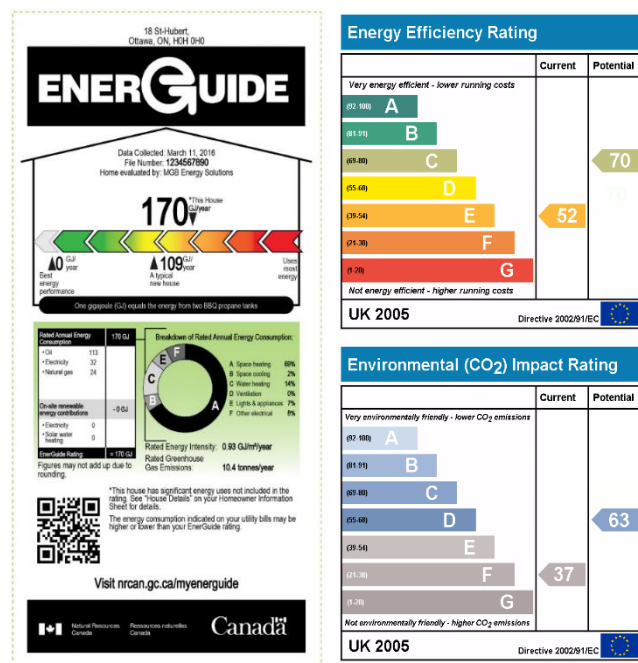 18 St-Hubert,
Ottawa, ON, H0H 0H0
ENERGUIDE
Data Collected: March 11, 2016
File Number: 1234567890
Home evaluated by: MGB Energy Solutions
170
*This House
GJ/year
0 GJ/
year
Best
energy
performance
109 GJ/
year
A typical
new house
Uses
most
energy
One gigajoule (GJ) equals the energy from two BBQ propane tanks
Rated Annual Energy
Consumption
170 GJ
• Oil 113
• Electricity 32
• Natural gas 24
On-site renewable
energy contributions
- 0 GJ
• Electricity 0
• Solar water
heating 0
EnerGuide Rating: = 170 GJ
Figures may not add up due to
rounding.
Breakdown of Rated Annual Energy Consumption:
F
E
C
B
A
A Space heating 69%
B Space cooling 2%
C Water heating 14%
D Ventilation 0%
E Lights & appliances 7%
F Other electrical 8%
Rated Energy Intensity: 0.93 GJ/m²/year
Rated Greenhouse
Gas Emissions: 10.4 tonnes/year
*This house has significant energy uses not included in the
rating. See "House Details" on your Homeowner Information
Sheet for details.
The energy consumption indicated on your utility bills may be
higher or lower than your EnerGuide rating.
Visit nrcan.gc.ca/myenerguide
Natural Resources
Canada
Ressources naturelles
Canada
Canada
Energy Efficiency Rating
Current Potential
Very energy efficient - lower running costs
(92-100) A
(81-91) B
(69-80) C
70
(55-68) D
(39-54) E
52
(21-38) F
(1-20) G
Not energy efficient - higher running costs
UK 2005
Directive 2002/91/EC
Environmental (CO2) Impact Rating
Current Potential
Very environmentally friendly - lower CO2 emissions
(92-100) A
(81-91) B
(69-80) C
(55-68) D
63
(39-54) E
(21-38) F
37
(1-20) G
Not environmentally friendly - higher CO2 emissions
UK 2005
Directive 2002/91/EC